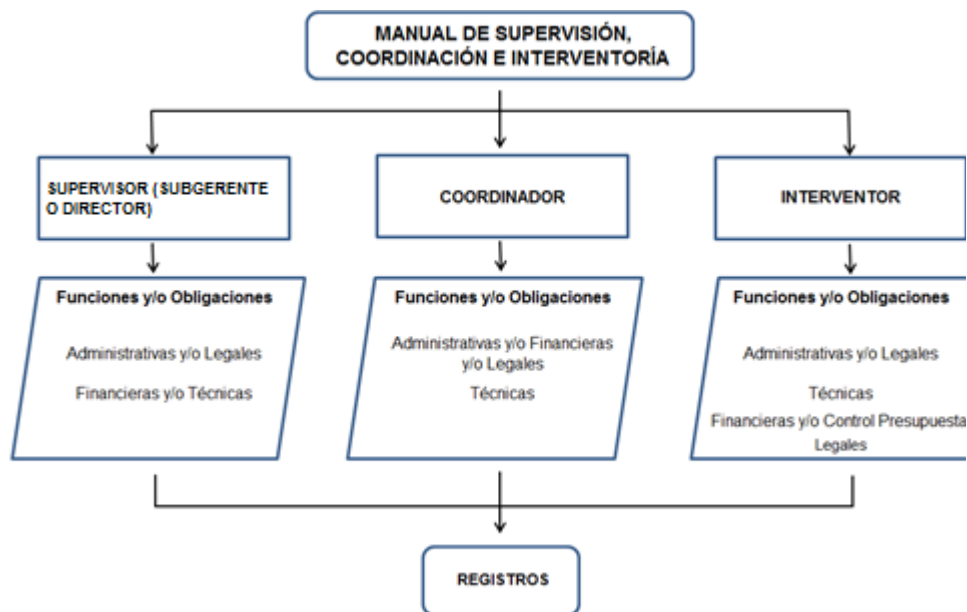 MANUAL DE SUPERVISIÓN,
COORDINACIÓN E INTERVENTORÍA
SUPERVISOR (SUBGERENTE
O DIRECTOR)
COORDINADOR
INTERVENTOR
Funciones y/o Obligaciones
Administrativas y/o Legales
Financieras y/o Técnicas
Funciones y/o Obligaciones
Administrativas y/o Financieras
y/o Legales
Técnicas
Funciones y/o Obligaciones
Administrativas y/o Legales
Técnicas
Financieras y/o Control Presupuesta
Legales
REGISTROS